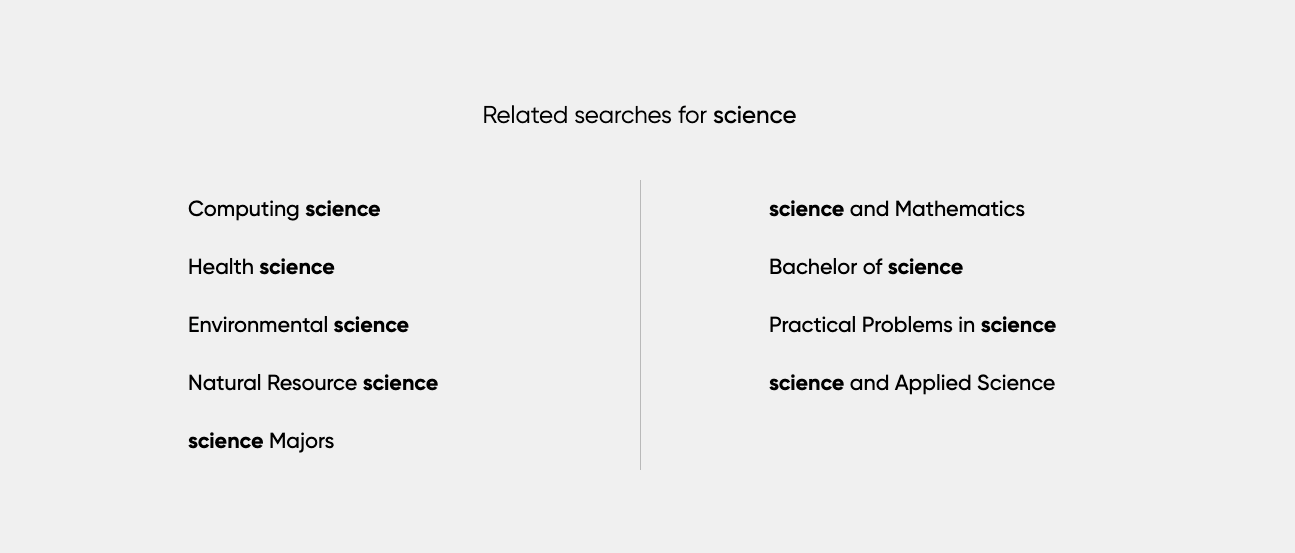 Related searches for science
Computing science
Health science
Environmental science
Natural Resource science
science Majors
science and Mathematics
Bachelor of science
Practical Problems in science
science and Applied Science